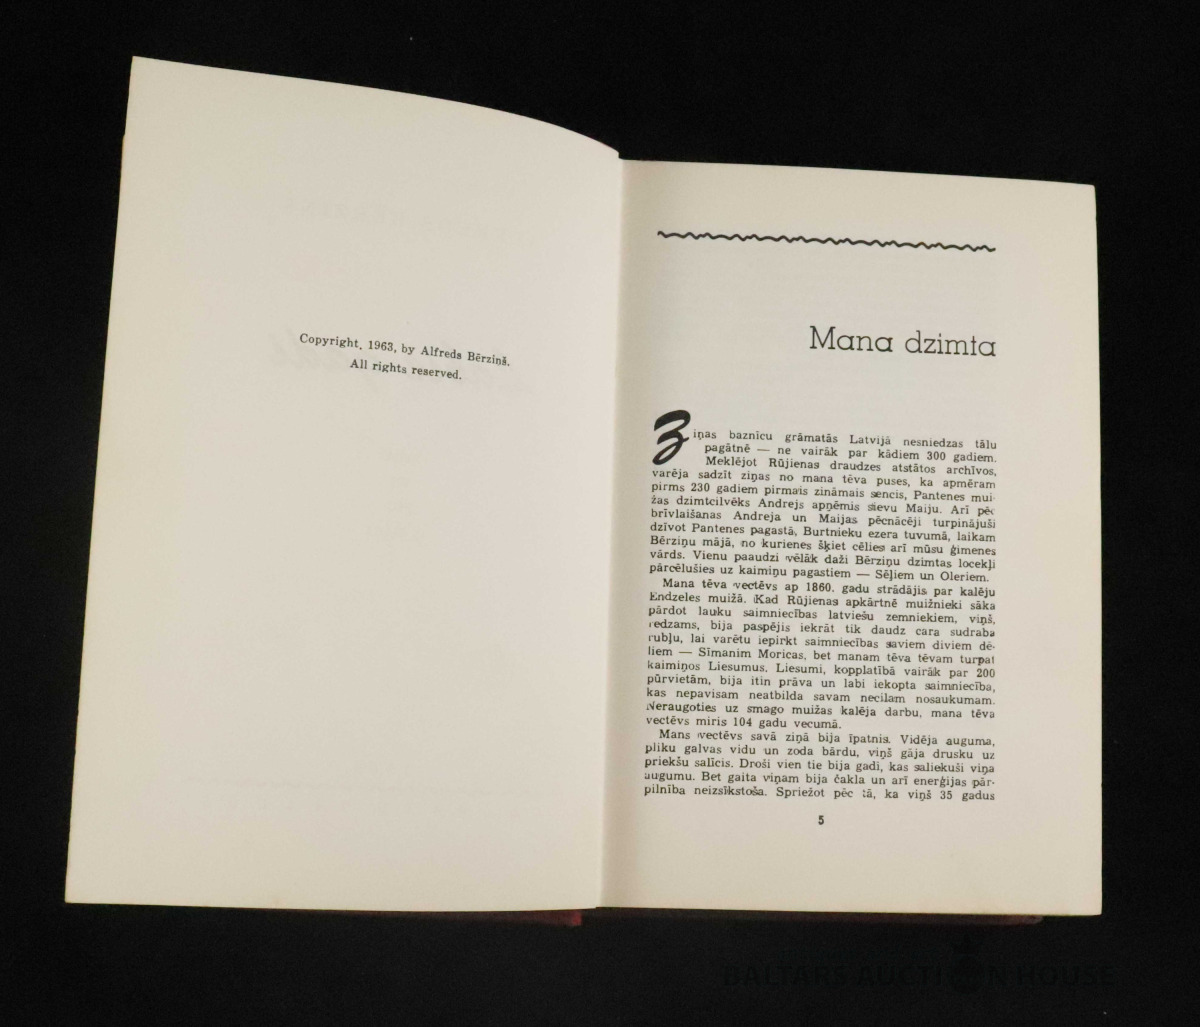 Copyright, 1963, by Alfreds Bērziņš.
All rights reserved.
Mana dzimta
Ziņas baznīcu grāmatās Latvijā nesniedzas tālu
pagātnē — ne vairāk par kādiem 300 gadiem.
Meklējot Rūjienas draudzes atstātos archīvos,
varēja sadzīt ziņas no mana tēva puses, ka apmēram
pirms 230 gadiem pirmais zināmais sencis, Pantenes mui-
žas dzimtcilvēks Andrejs apņēmis sievu Maiju. Arī pēc
brīvlaišanas Andreja un Maijas pēcnācēji turpinājuši
dzīvot Pantenes pagastā, Burtnieku ezera tuvumā, laikam
Bērziņu mājā, no kurienes šķiet cēlies arī mūsu ģimenes
vārds. Vienu paaudzi vēlāk daži Bērziņu dzimtas locekļi
pārcēlušies uz kaimiņu pagastiem — Sēļiem un Oleriem.
Mana tēva vectēvs ap 1860. gadu strādājis par kalēju
Endzeles muižā. Kad Rūjienas apkārtnē muižnieki sāka
pārdot lauku saimniecības latviešu zemniekiem, viņš,
redzams, bija paspējis iekrāt tik daudz cara sudraba
rubļu, lai varētu iepirkt saimniecības saviem diviem dē-
liem — Sīmanim Moricas, bet manam tēva tēvam turpat
kaimiņos Liesumus. Liesumi, kopplatībā vairāk par 200
pūrvietām, bija itin prāva un labi iekopta saimniecība,
kas nepavisam neatbilda savam necilam nosaukumam.
Neraugoties uz smago muižas kalēja darbu, mana tēva
vectēvs miris 104 gadu vecumā.
Mans vectēvs savā ziņā bija īpatnis. Vidēja auguma,
pliku galvas vidu un zoda bārdu, viņš gāja drusku uz
priekšu salīcis. Droši vien tie bija gadi, kas saliekuši viņa
augumu. Bet gaita viņam bija čakla un arī enerģijas pār-
pilnība neizsīkstoša. Spriežot pēc tā, ka viņš 35 gadus
5
BALTARS AUCTION HOUSE